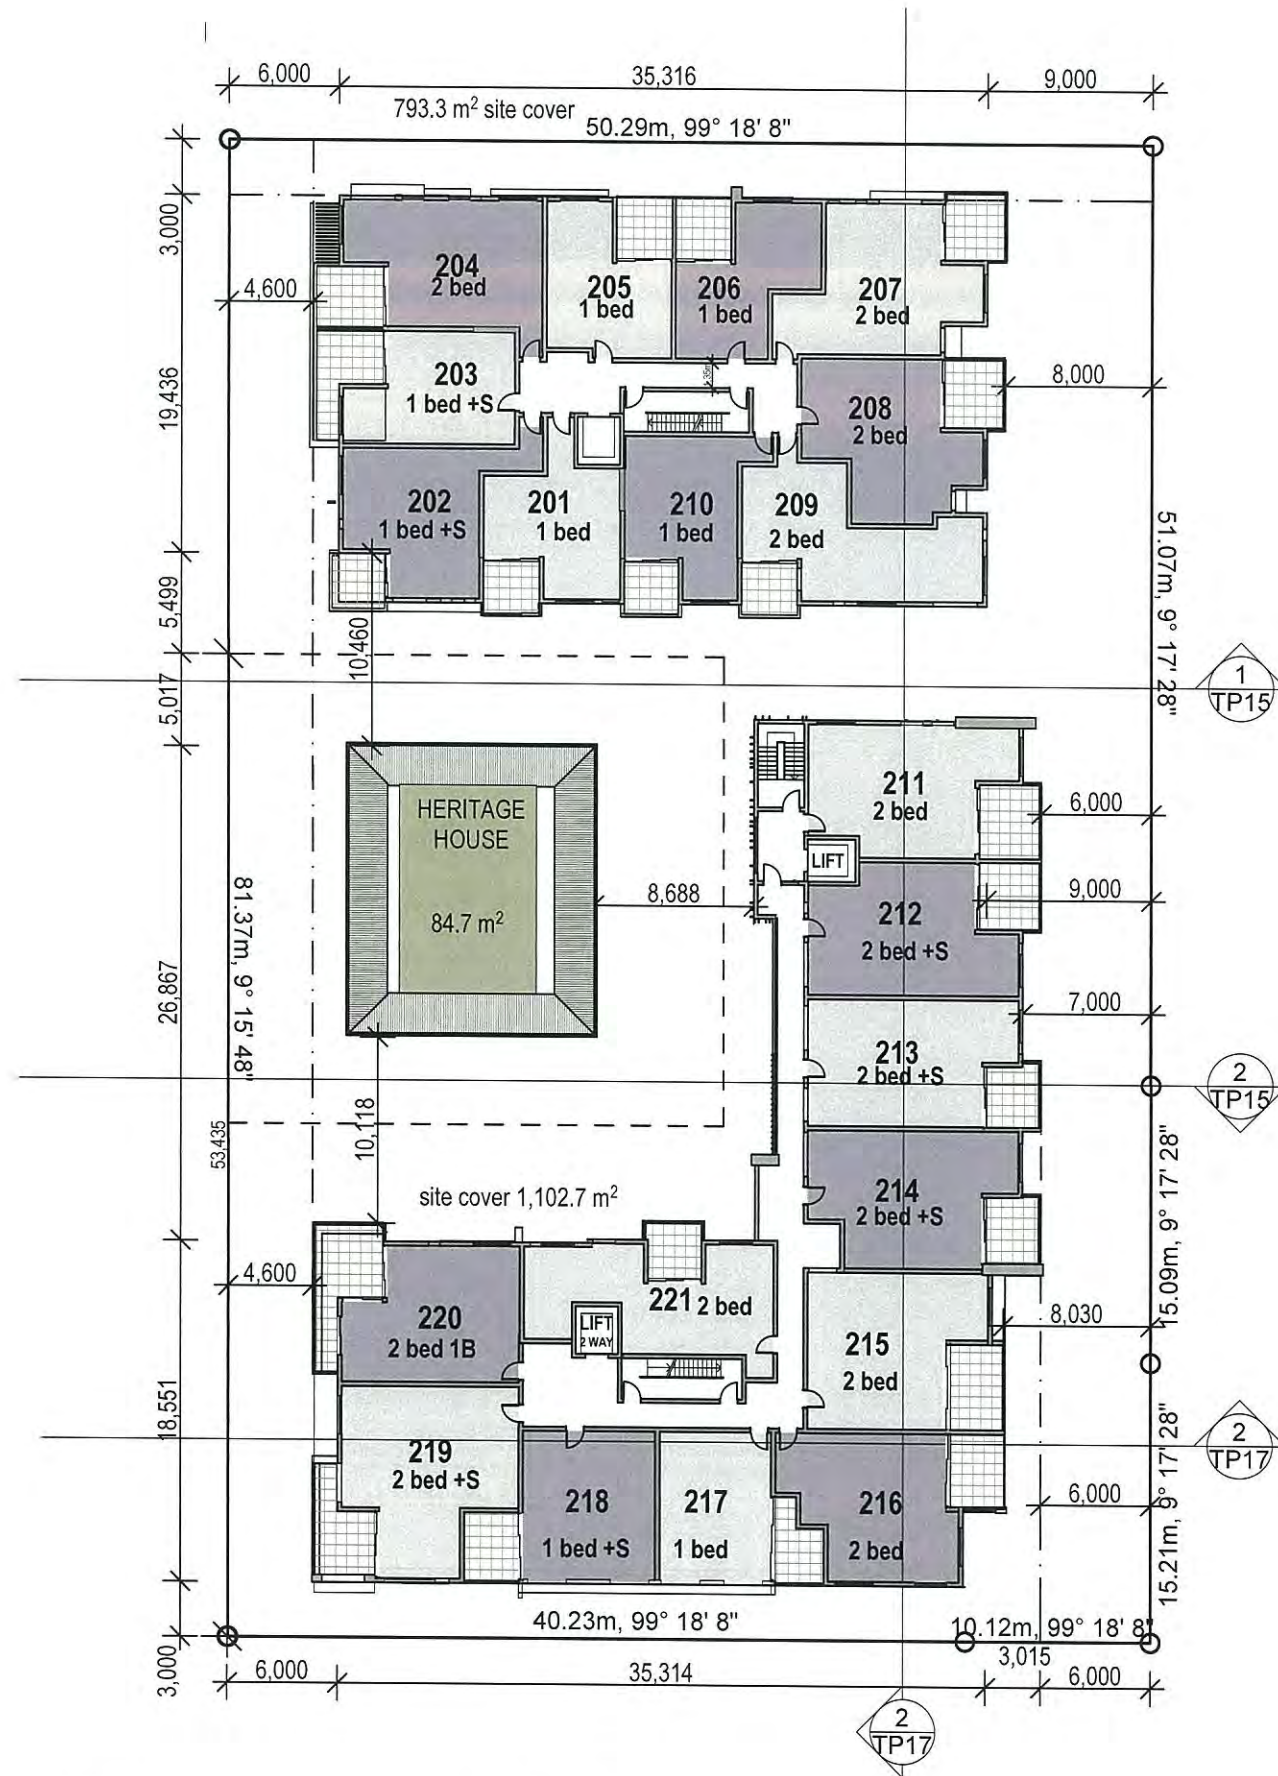 6,000
35,316
9,000
793.3 m² site cover
50.29m, 99° 18' 8"
3,000
4,600
19,436
5,499
5,017
204
2 bed
205
1 bed
206
1 bed
207
2 bed
203
1 bed +S
208
2 bed
8,000
202
1 bed +S
201
1 bed
210
1 bed
209
2 bed
10,460
51.07m, 9° 17' 28"
1
TP15
HERITAGE
HOUSE
84.7 m²
8,688
211
2 bed
6,000
LIFT
212
2 bed +S
9,000
7,000
213
2 bed +S
2
TP15
81.37m, 9° 15' 48"
26,867
53,435
10,118
site cover 1,102.7 m²
214
2 bed +S
15.09m, 9° 17' 28"
4,600
220
2 bed 1B
LIFT
2 WAY
221 2 bed
215
2 bed
8,030
18,551
219
2 bed +S
218
1 bed +S
217
1 bed
216
2 bed
6,000
2
TP17
15.21m, 9° 17' 28"
40.23m, 99° 18' 8"
10.12m, 99° 18' 8"
3,000
6,000
35,314
3,015
6,000
2
TP17